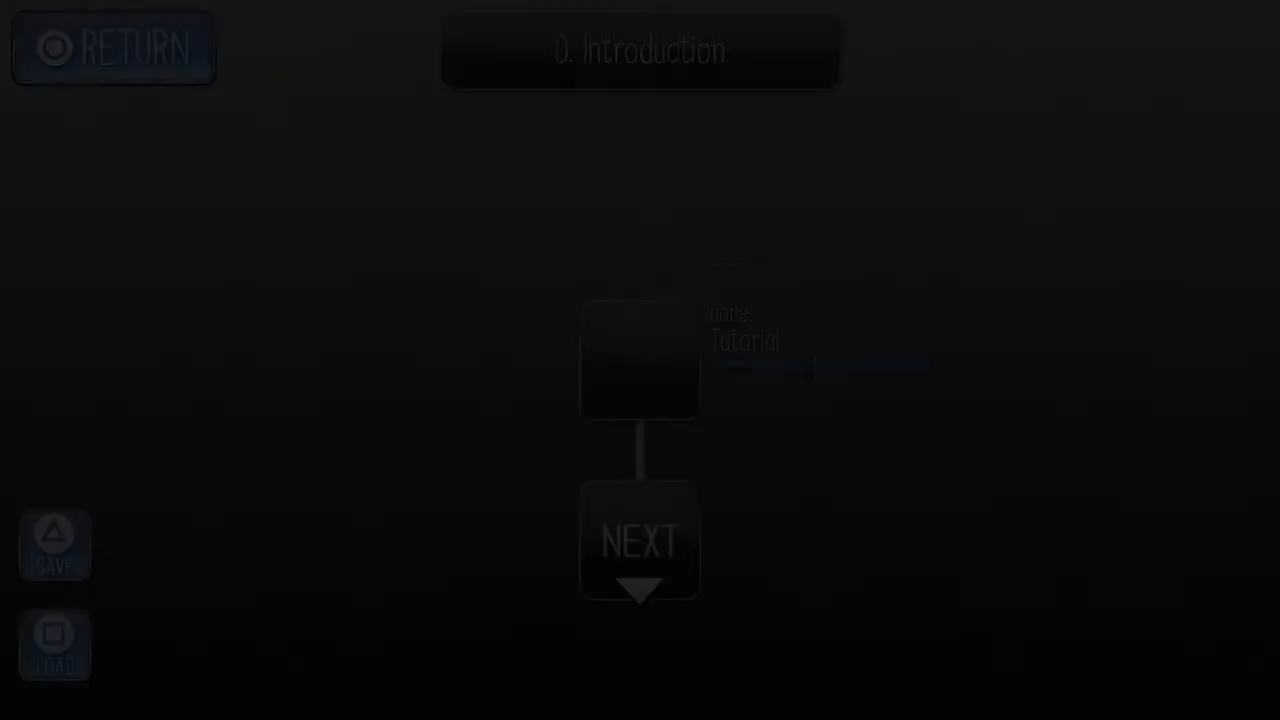 RETURN
0. Introduction
none
Tutorial
NEXT
SAVE
LOAD